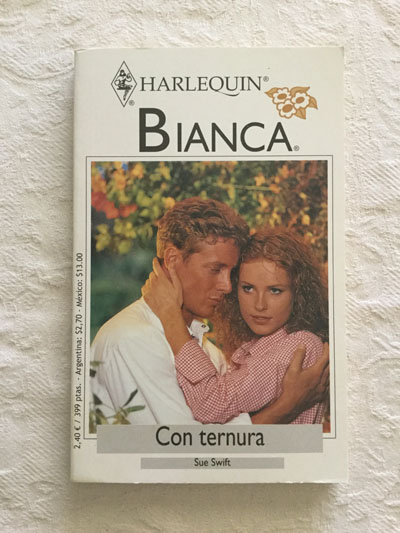 HARLEQUIN®
BIANCA®
2,40 € / 399 ptas. - Argentina: $2.70 - México: $13.00
Con ternura
Sue Swift